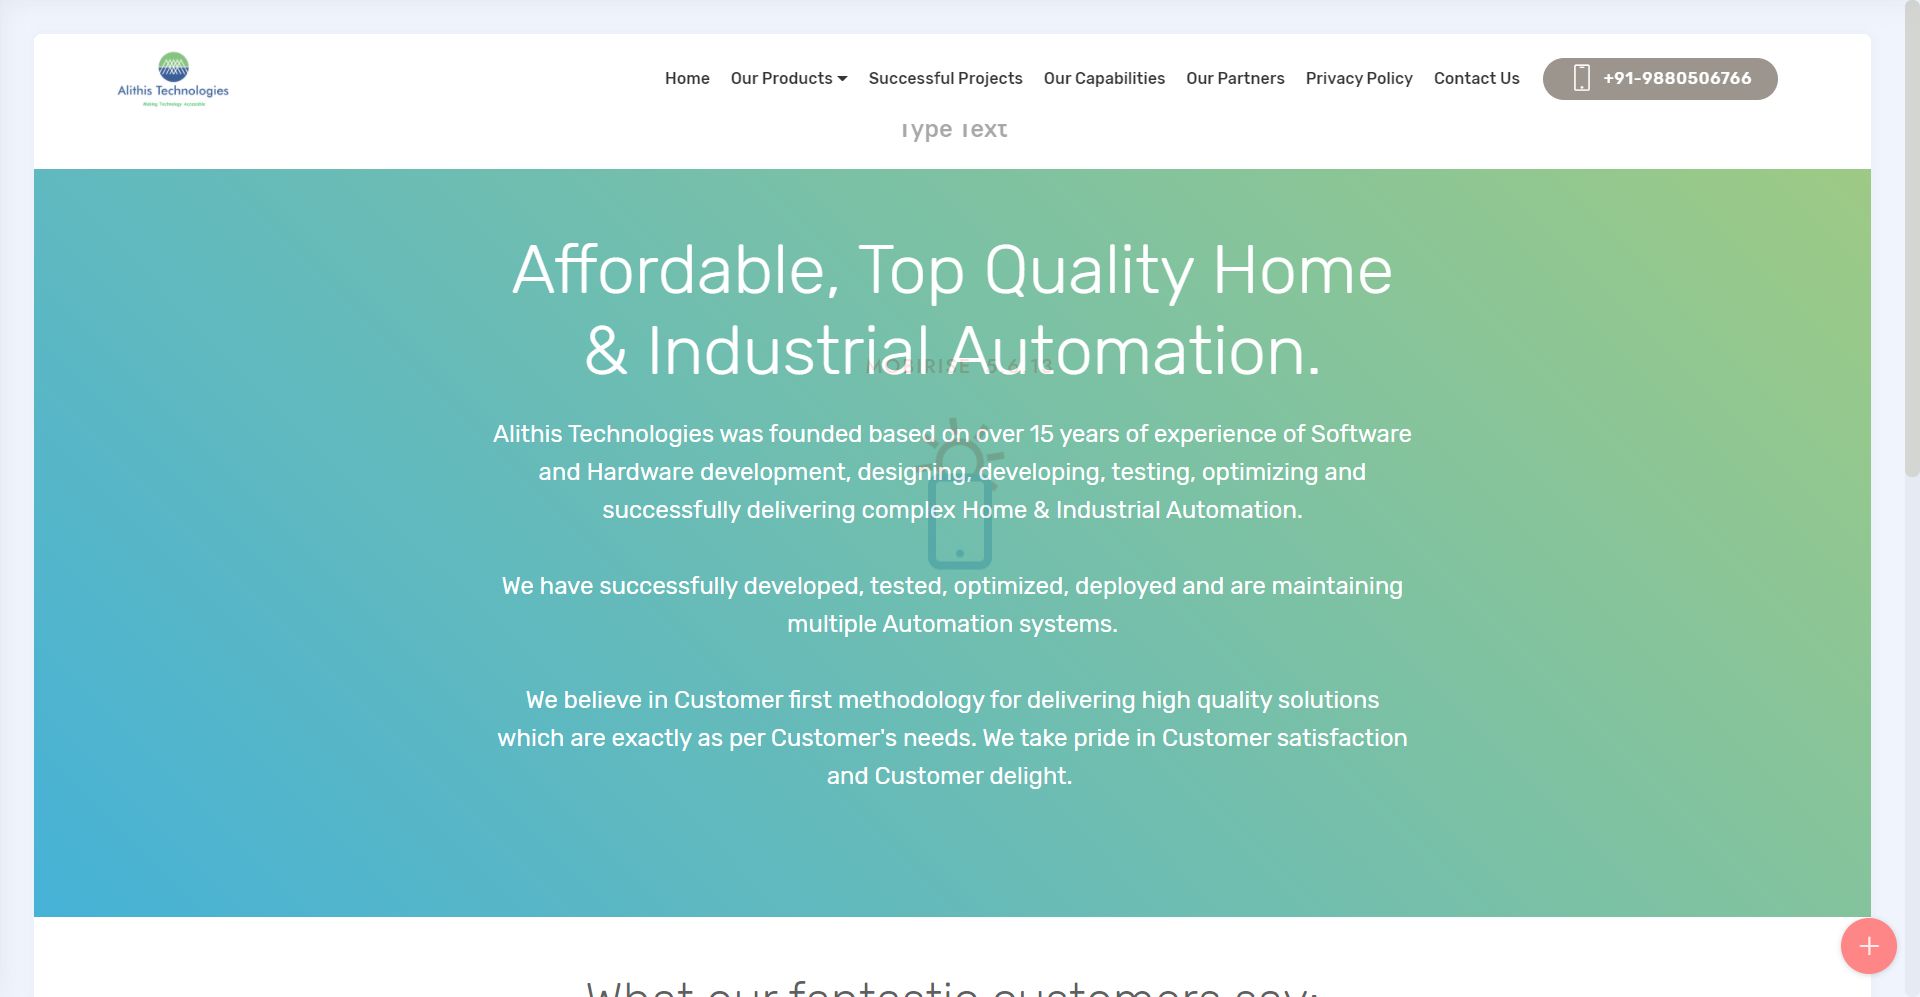 Alithis Technologies
Making Technology Accessible
Home Our Products Successful Projects Our Capabilities Our Partners Privacy Policy Contact Us +91-9880506766
Type Text
Affordable, Top Quality Home
& Industrial Automation.
MOBIRISE 5.6.13
Alithis Technologies was founded based on over 15 years of experience of Software
and Hardware development, designing, developing, testing, optimizing and
successfully delivering complex Home & Industrial Automation.
We have successfully developed, tested, optimized, deployed and are maintaining
multiple Automation systems.
We believe in Customer first methodology for delivering high quality solutions
which are exactly as per Customer's needs. We take pride in Customer satisfaction
and Customer delight.
What our fantastic customers say: